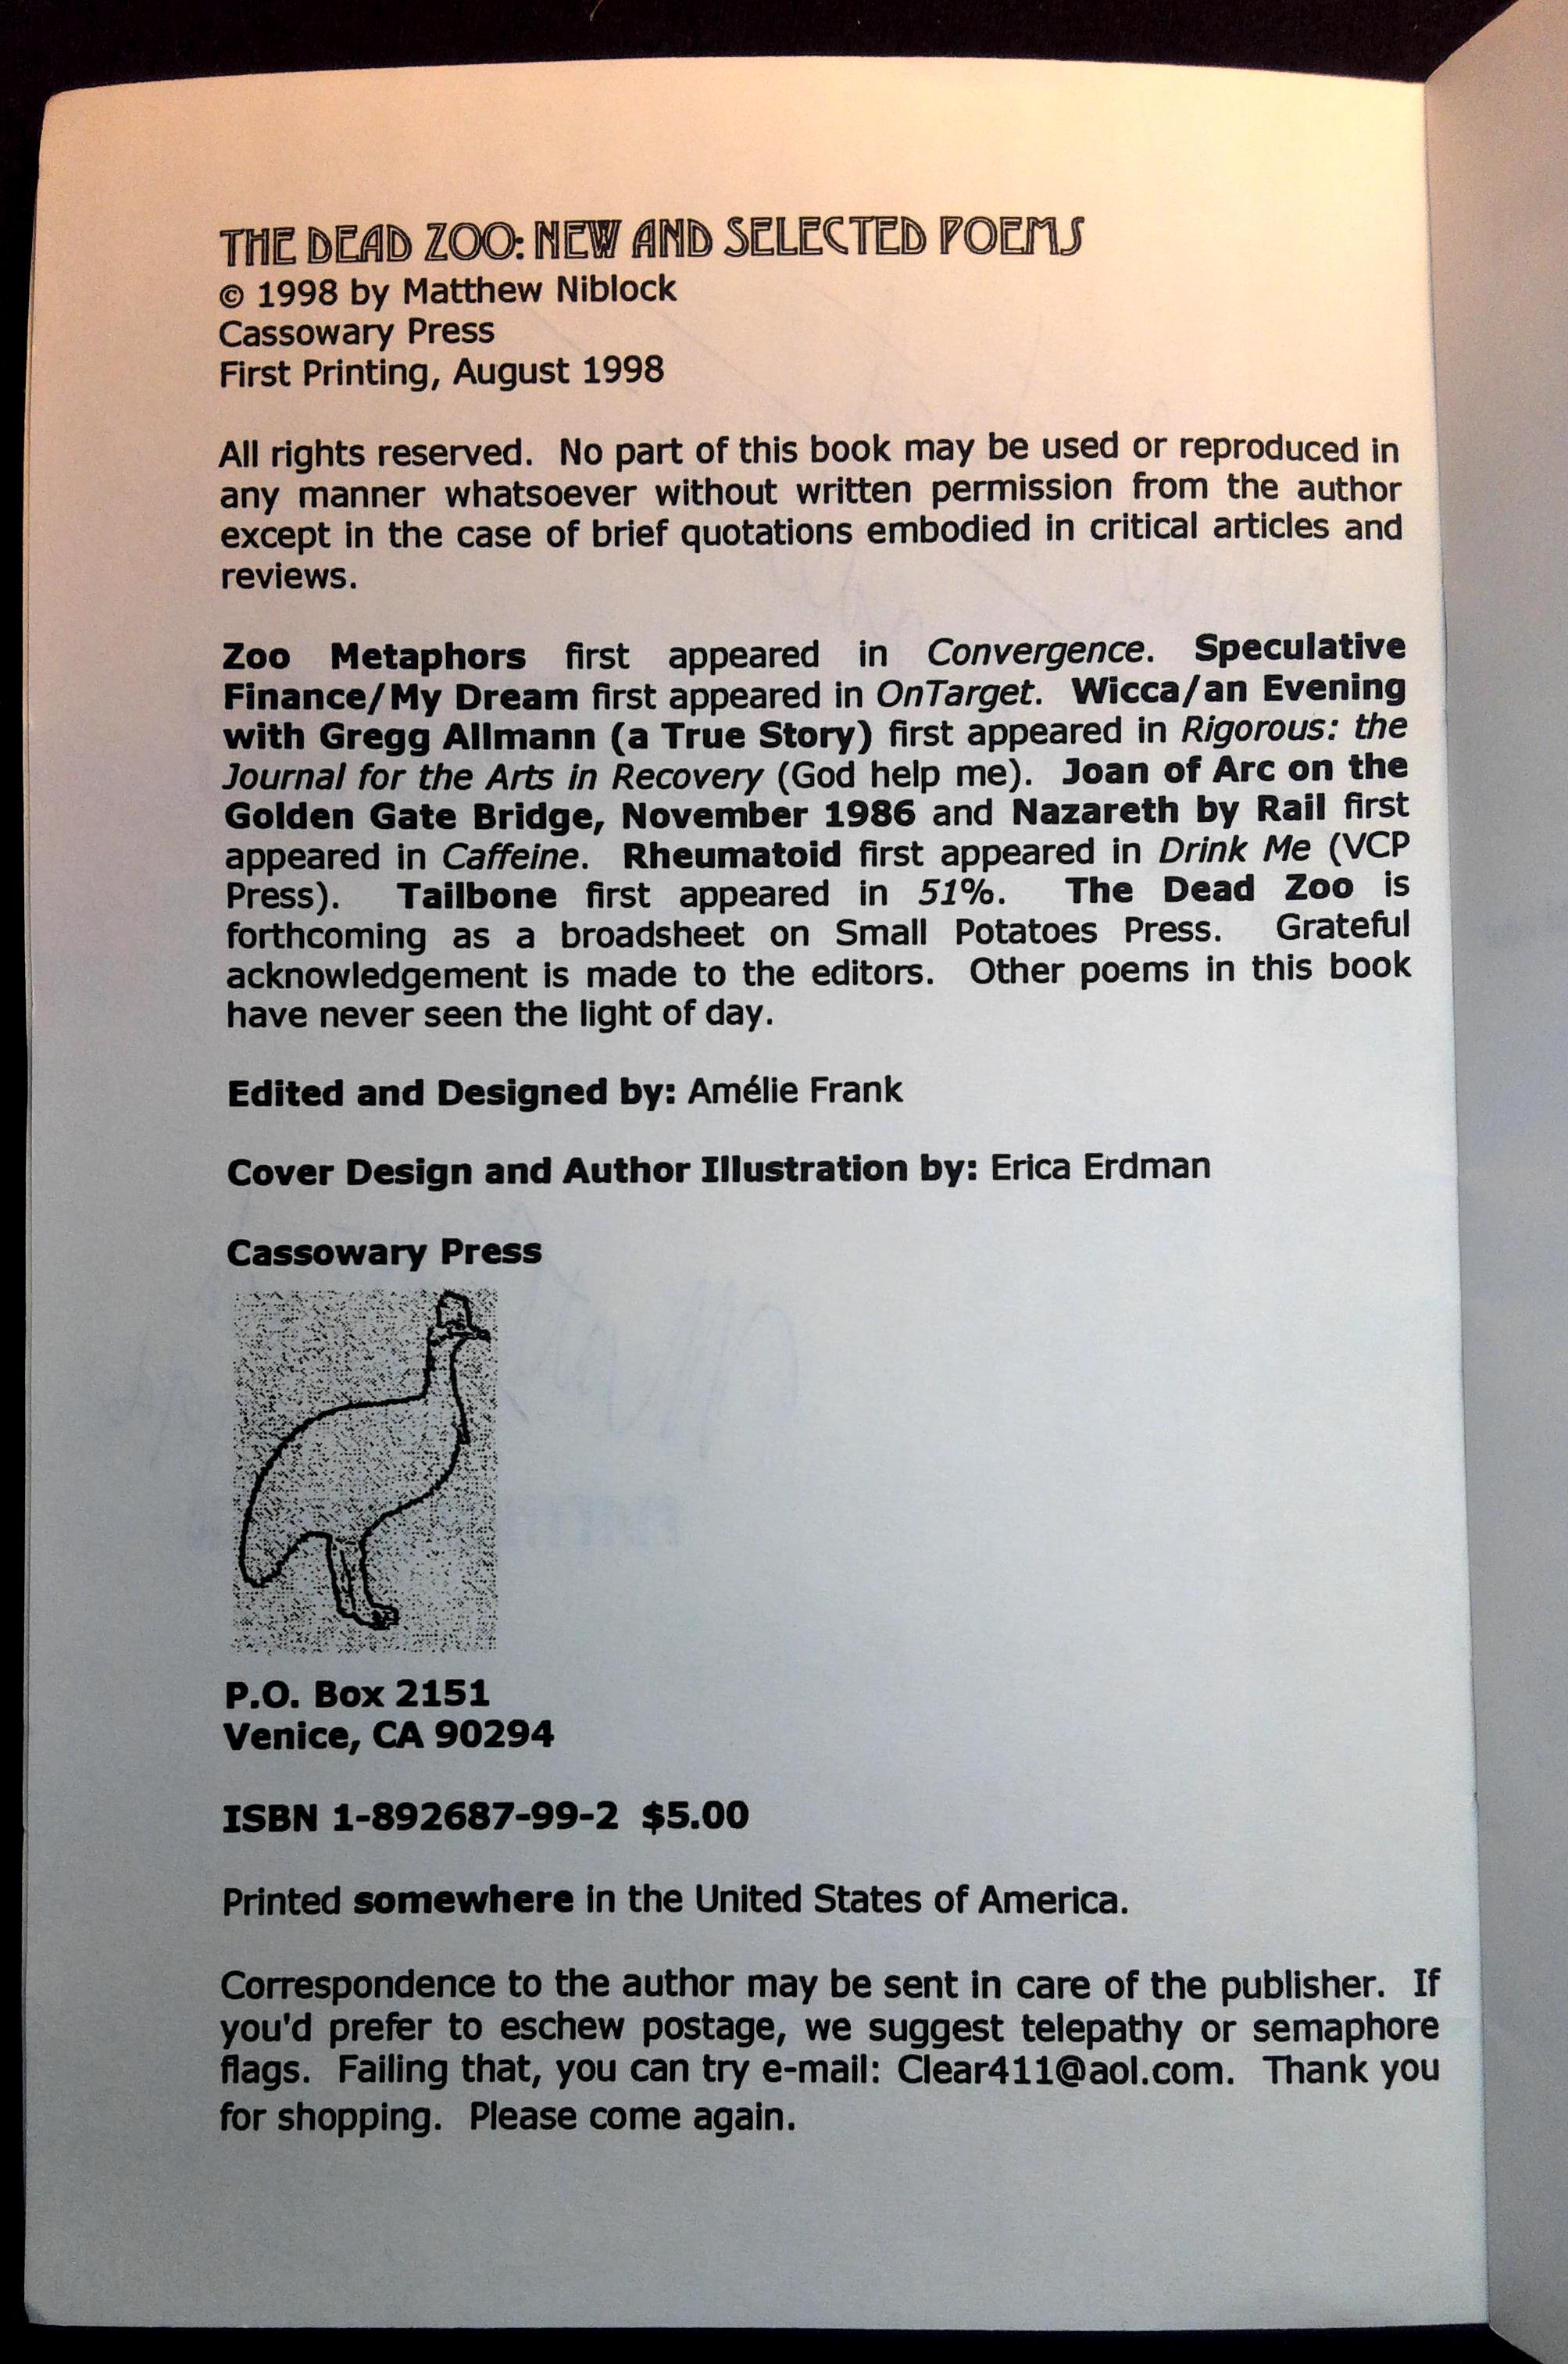 THE DEAD ZOO: NEW AND SELECTED POEMS
© 1998 by Matthew Niblock
Cassowary Press
First Printing, August 1998
All rights reserved. No part of this book may be used or reproduced in
any manner whatsoever without written permission from the author
except in the case of brief quotations embodied in critical articles and
reviews.
Zoo Metaphors first appeared in Convergence. Speculative
Finance/My Dream first appeared in OnTarget. Wicca/an Evening
with Gregg Allmann (a True Story) first appeared in Rigorous: the
Journal for the Arts in Recovery (God help me). Joan of Arc on the
Golden Gate Bridge, November 1986 and Nazareth by Rail first
appeared in Caffeine. Rheumatoid first appeared in Drink Me (VCP
Press). Tailbone first appeared in 51%. The Dead Zoo is
forthcoming as a broadsheet on Small Potatoes Press. Grateful
acknowledgement is made to the editors. Other poems in this book
have never seen the light of day.
Edited and Designed by: Amélie Frank
Cover Design and Author Illustration by: Erica Erdman
Cassowary Press
P.O. Box 2151
Venice, CA 90294
ISBN 1-892687-99-2 $5.00
Printed somewhere in the United States of America.
Correspondence to the author may be sent in care of the publisher. If
you'd prefer to eschew postage, we suggest telepathy or semaphore
flags. Failing that, you can try e-mail: Clear411@aol.com. Thank you
for shopping. Please come again.